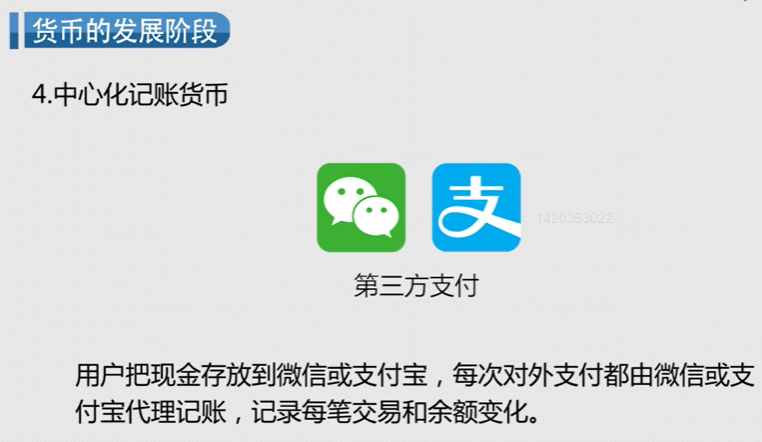 货币的发展阶段
4.中心化记账货币
支
1420363022
第三方支付
用户把现金存放到微信或支付宝，每次对外支付都由微信或支
付宝代理记账，记录每笔交易和余额变化。